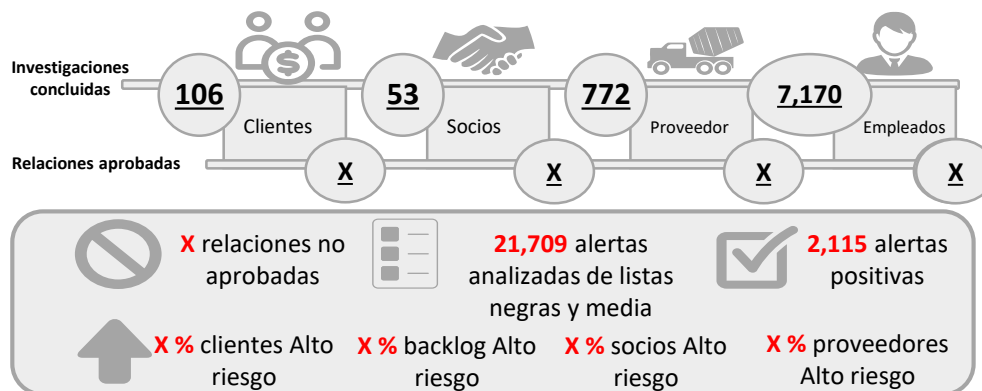 Investigaciones
concluidas
106
Clientes
53
Socios
772
Proveedor
7,170
Empleados
Relaciones aprobadas
X
X
X
X
X relaciones no
aprobadas
21,709 alertas
analizadas de listas
negras y media
2,115 alertas
positivas
X % clientes Alto
riesgo
X % backlog Alto
riesgo
X % socios Alto
riesgo
X % proveedores
Alto riesgo